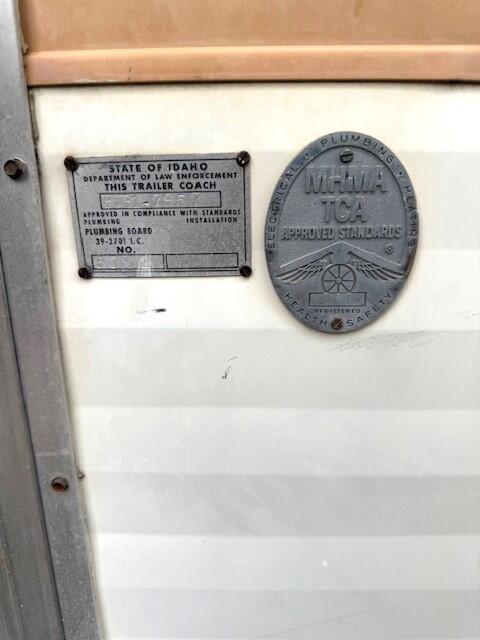 STATE OF IDAHO
DEPARTMENT OF LAW ENFORCEMENT
THIS TRAILER COACH
APPROVED IN COMPLIANCE WITH STANDARDS
PLUMBING INSTALLATION
PLUMBING BOARD
39-2701 I.C.
NO.
ELECTRICAL • PLUMBING • HEATING
MHMA
TCA
APPROVED STANDARDS
®
REGISTERED
HEALTH SAFETY